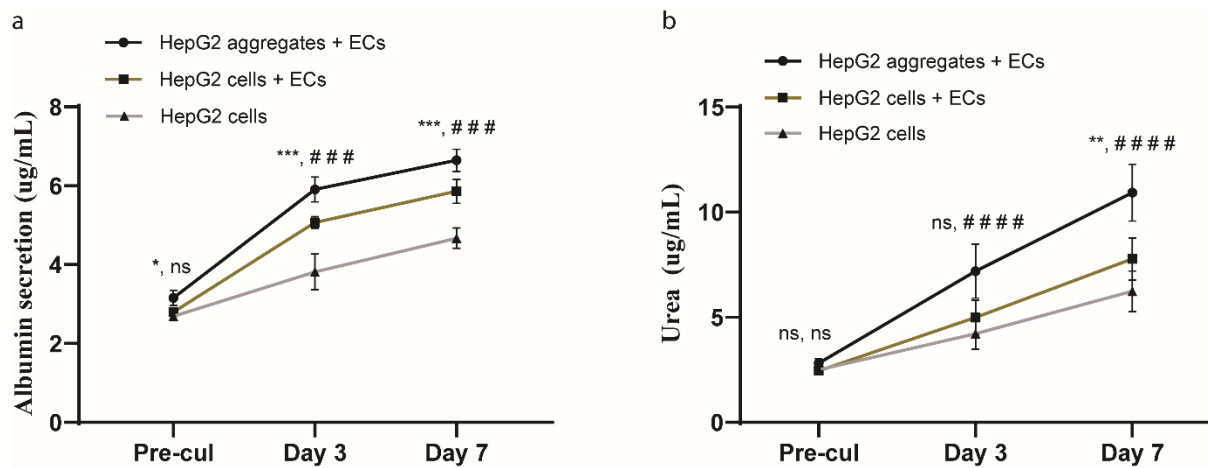 a
HepG2 aggregates + ECs
HepG2 cells + ECs
HepG2 cells
Albumin secretion (ug/mL)
8
6
4
2
0
*, ns
***, # # #
***, # # #
Pre-cul
Day 3
Day 7
b
HepG2 aggregates + ECs
HepG2 cells + ECs
HepG2 cells
Urea (ug/mL)
15
10
5
0
ns, ns
ns, # # # #
**, # # # #
Pre-cul
Day 3
Day 7